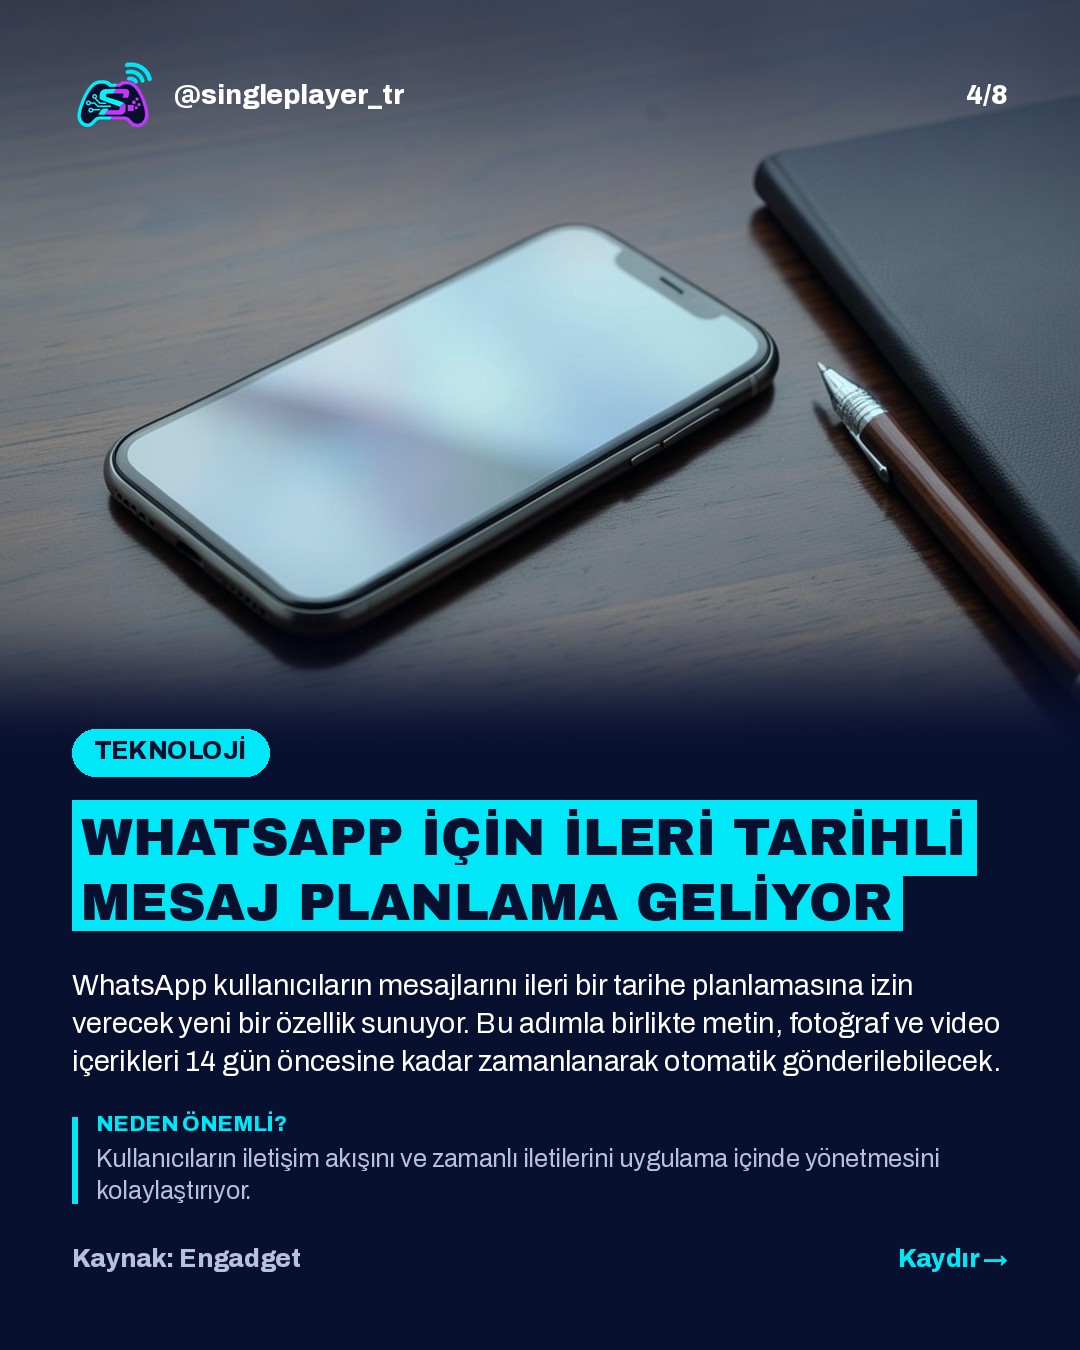 @singleplayer_tr
4/8
TEKNOLOJİ
WHATSAPP İÇİN İLERİ TARİHLİ
MESAJ PLANLAMA GELİYOR
WhatsApp kullanıcıların mesajlarını ileri bir tarihe planlamasına izin
verecek yeni bir özellik sunuyor. Bu adımla birlikte metin, fotoğraf ve video
içerikleri 14 gün öncesine kadar zamanlanarak otomatik gönderilebilecek.
NEDEN ÖNEMLİ?
Kullanıcıların iletişim akışını ve zamanlı iletilerini uygulama içinde yönetmesini
kolaylaştırıyor.
Kaynak: Engadget
Kaydır→